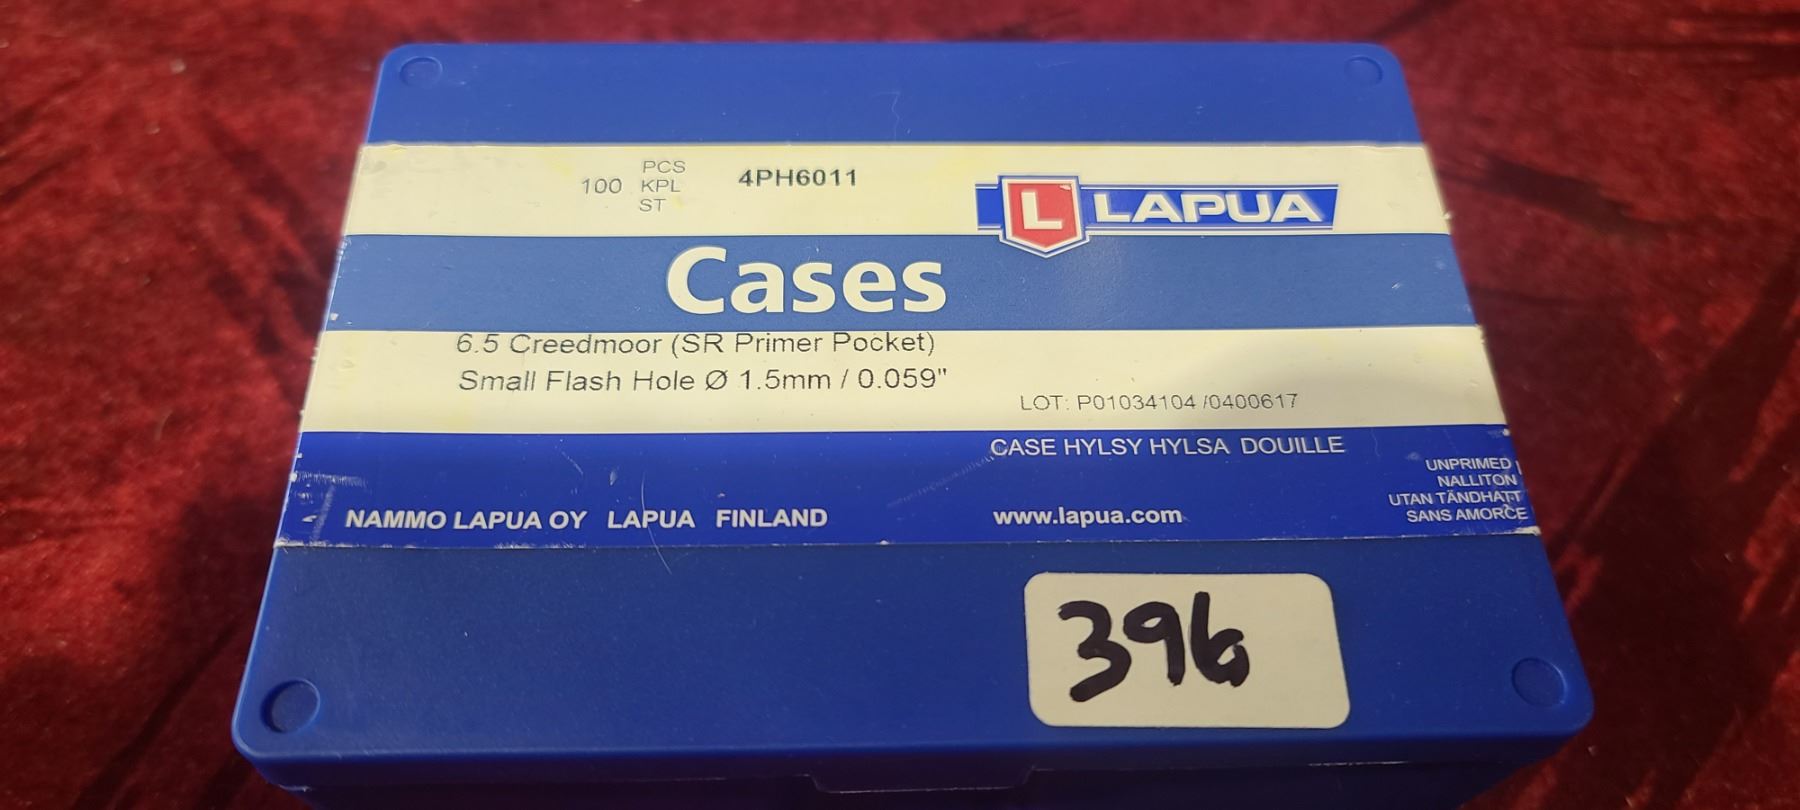 PCS
100 KPL
ST
4PH6011
L LAPUA
Cases
6.5 Creedmoor (SR Primer Pocket)
Small Flash Hole Ø 1.5mm / 0.059"
LOT: P01034104 /0400617
CASE HYLSY HYLSA DOUILLE
UNPRIMED
NALLITON
UTAN TÄNDHATT
SANS AMORCE
NAMMO LAPUA OY LAPUA FINLAND
www.lapua.com
396